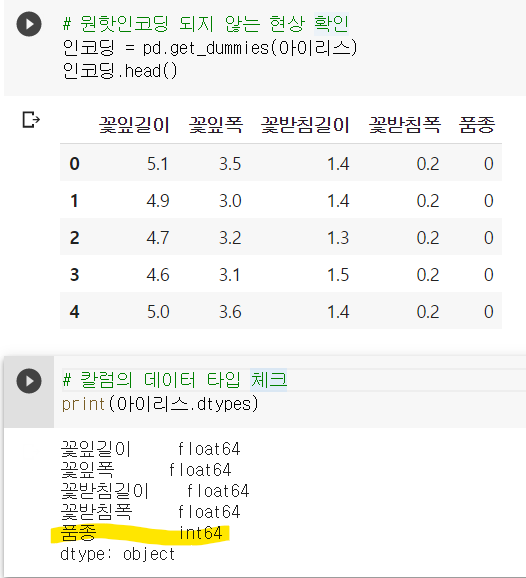 # 원핫인코딩 되지 않는 현상 확인
인코딩 = pd.get_dummies(아이리스)
인코딩.head()
꽃잎길이 꽃잎폭 꽃받침길이 꽃받침폭 품종
0 5.1 3.5 1.4 0.2 0
1 4.9 3.0 1.4 0.2 0
2 4.7 3.2 1.3 0.2 0
3 4.6 3.1 1.5 0.2 0
4 5.0 3.6 1.4 0.2 0
# 칼럼의 데이터 타입 체크
print(아이리스.dtypes)
꽃잎길이 float64
꽃잎폭 float64
꽃받침길이 float64
꽃받침폭 float64
품종 int64
dtype: object